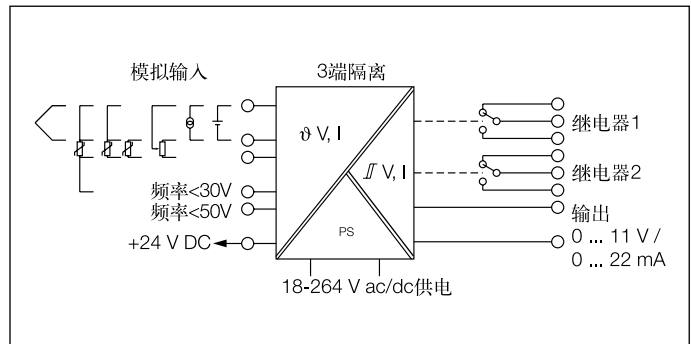 模拟输入
3端隔离
ϑ V, I
V, I
继电器1
继电器2
频率<30V
频率<50V
输出
PS
+24 V DC
0 ... 11 V /
0 ... 22 mA
18-264 V ac/dc供电